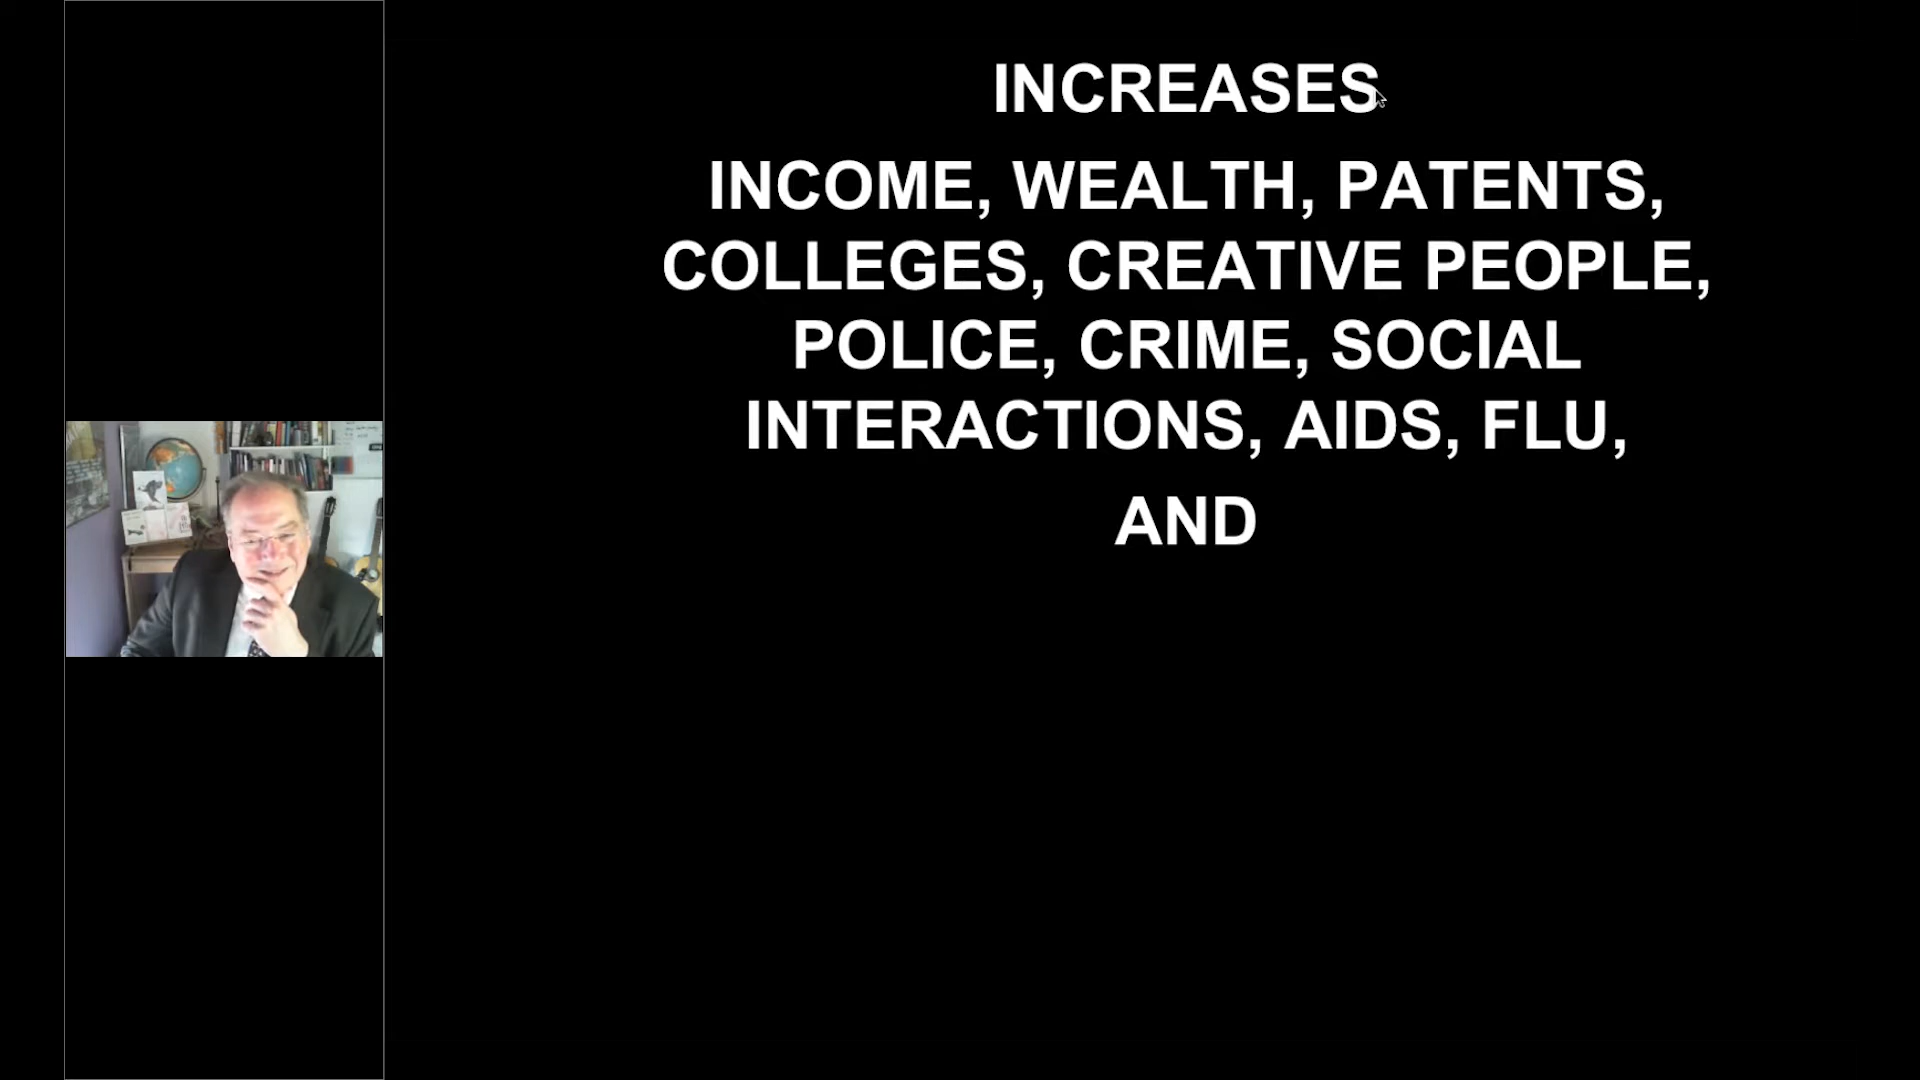 INCREASES
INCOME, WEALTH, PATENTS,
COLLEGES, CREATIVE PEOPLE,
POLICE, CRIME, SOCIAL
INTERACTIONS, AIDS, FLU,
AND